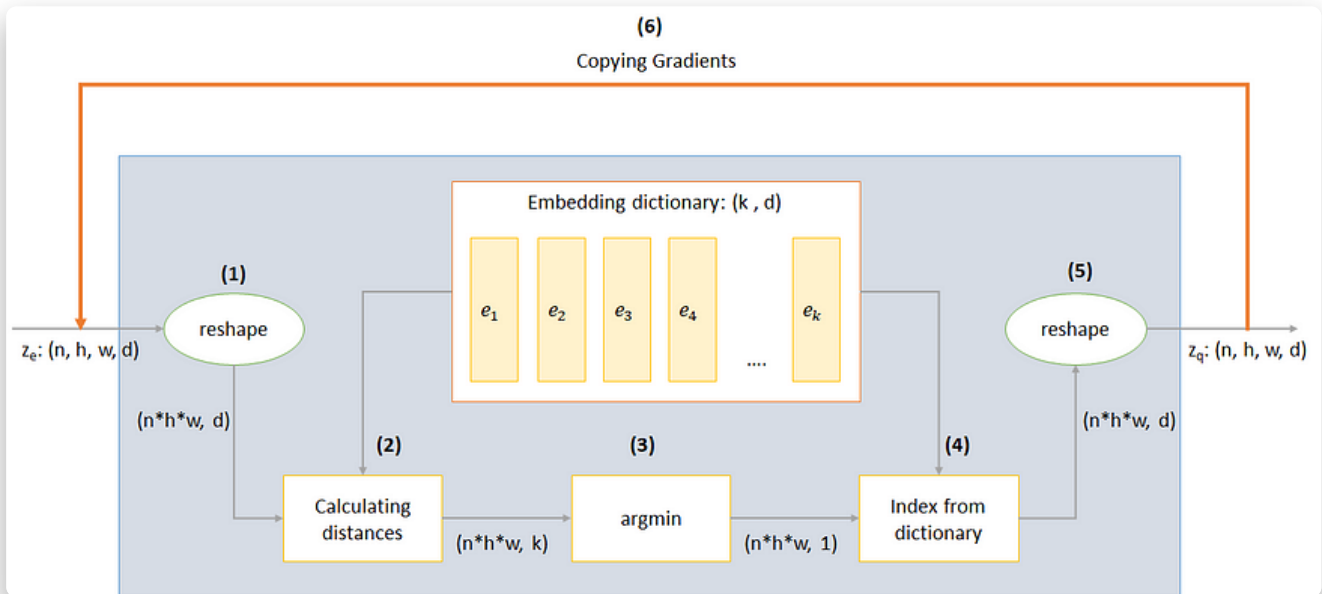 (6)
Copying Gradients
Embedding dictionary: (k , d)
(1)
(5)
reshape
e₁
e₂
e₃
e₄
....
eₖ
reshape
zₑ: (n, h, w, d)
z_q: (n, h, w, d)
(n*h*w, d)
(n*h*w, d)
(2)
(3)
(4)
Calculating
distances
argmin
Index from
dictionary
(n*h*w, k)
(n*h*w, 1)